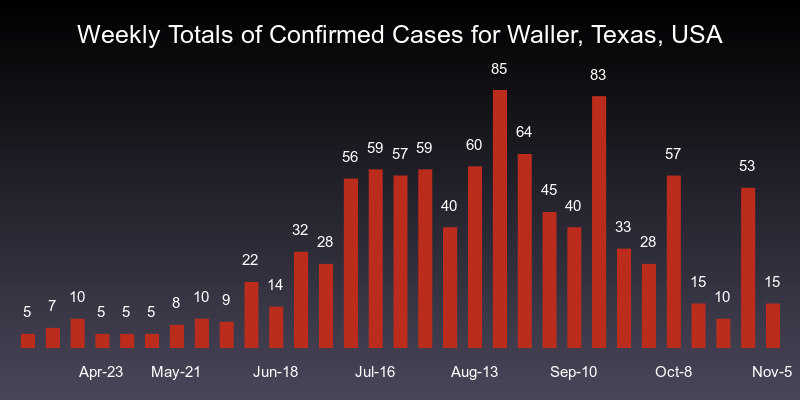 Weekly Totals of Confirmed Cases for Waller, Texas, USA
5 7 10 5 5 5 8 10 9 22 14 32 28 56 59 57 59 40 60 85 64 45 40 83 33 28 57 15 10 53 15
Apr-23 May-21 Jun-18 Jul-16 Aug-13 Sep-10 Oct-8 Nov-5